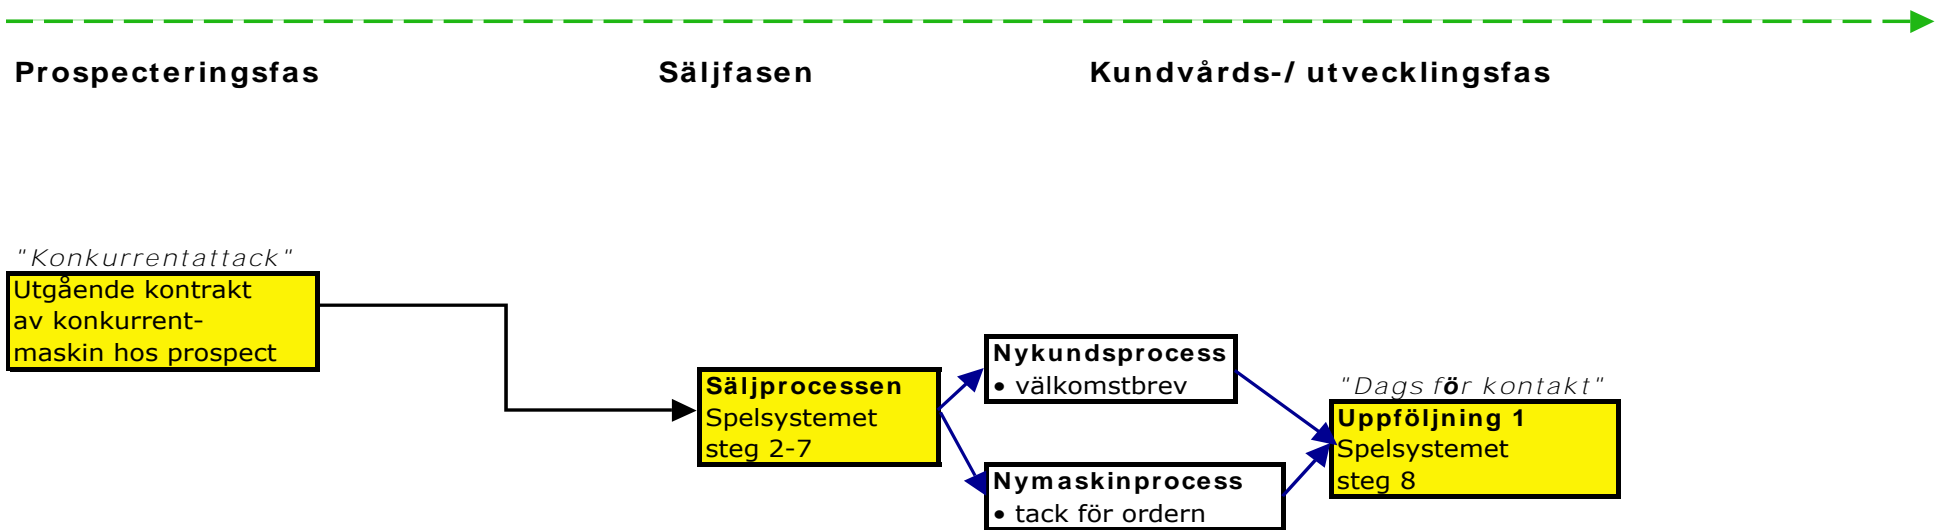 Prospecteringsfas
Säljfasen
Kundvårds-/ utvecklingsfas
"Konkurrentattack"
Utgående kontrakt
av konkurrent-
maskin hos prospect
Säljprocessen
Spelsystemet
steg 2-7
Nykundsprocess
• välkomstbrev
Nymaskinprocess
• tack för ordern
"Dags för kontakt"
Uppföljning 1
Spelsystemet
steg 8